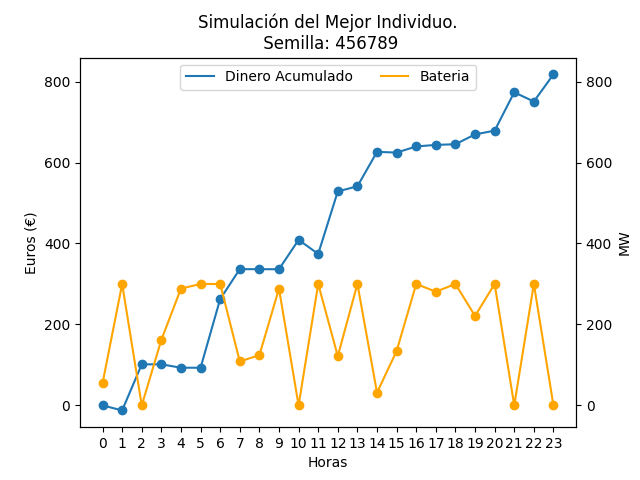 Simulación del Mejor Individuo.
Semilla: 456789
Dinero Acumulado
Bateria
800
600
400
200
0
Euros (€)
800
600
400
200
0
MW
0 1 2 3 4 5 6 7 8 9 10 11 12 13 14 15 16 17 18 19 20 21 22 23
Horas